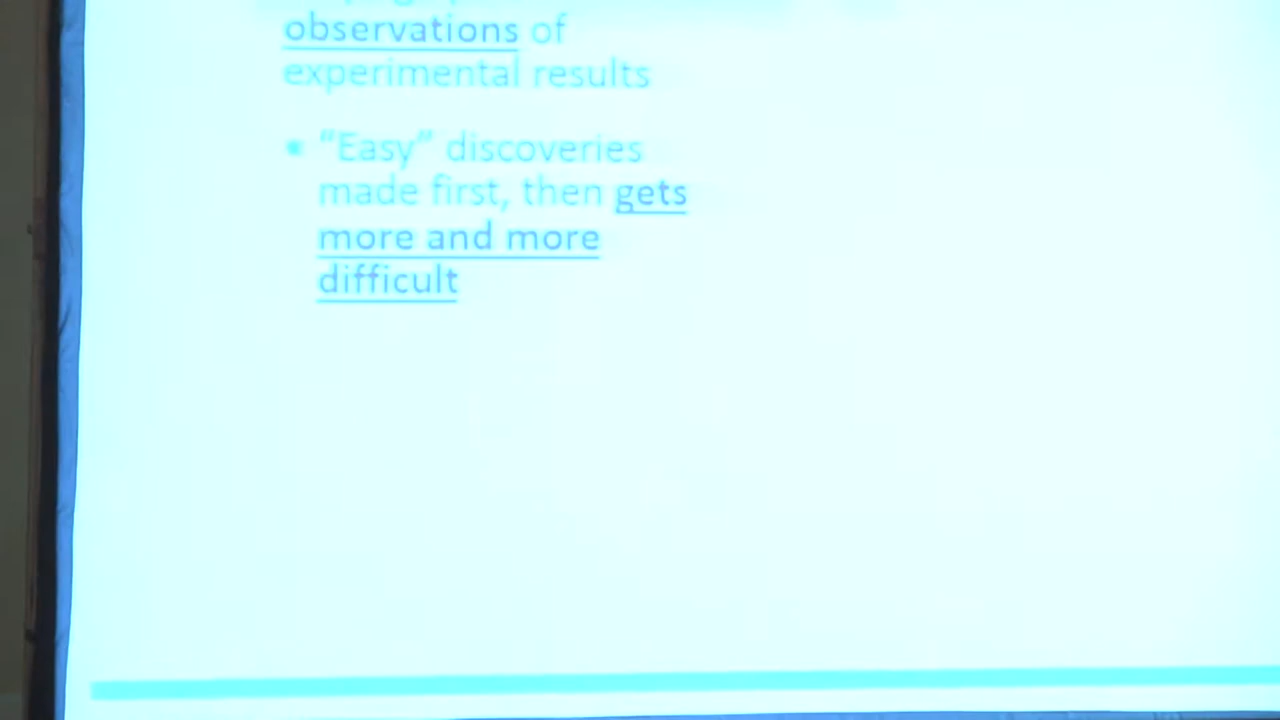 observations of
experimental results
• “Easy” discoveries
made first, then gets
more and more
difficult